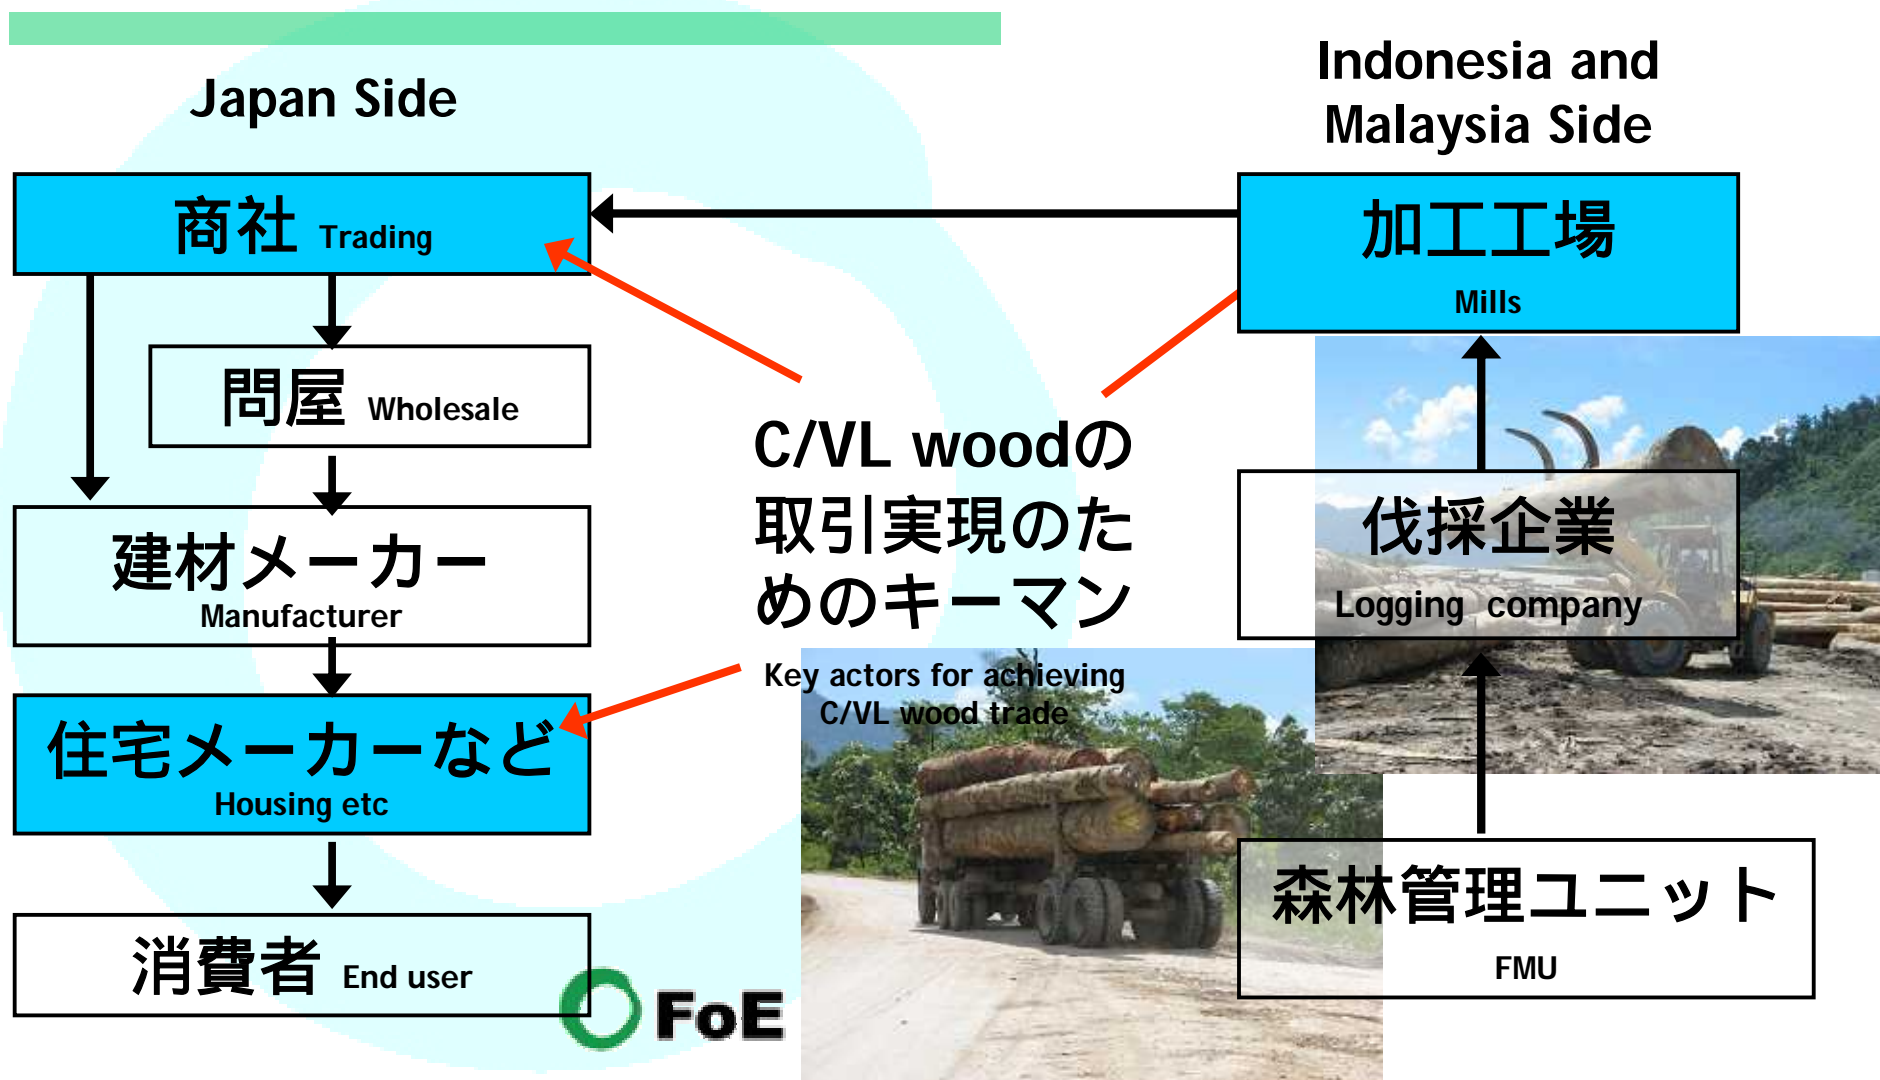 Japan Side
Indonesia and
Malaysia Side
商社 Trading
問屋 Wholesale
建材メーカー
Manufacturer
住宅メーカーなど
Housing etc
消費者 End user
C/VL woodの
取引実現のた
めのキーマン
Key actors for achieving
C/VL wood trade
加工工場
Mills
伐採企業
Logging company
森林管理ユニット
FMU
FoE